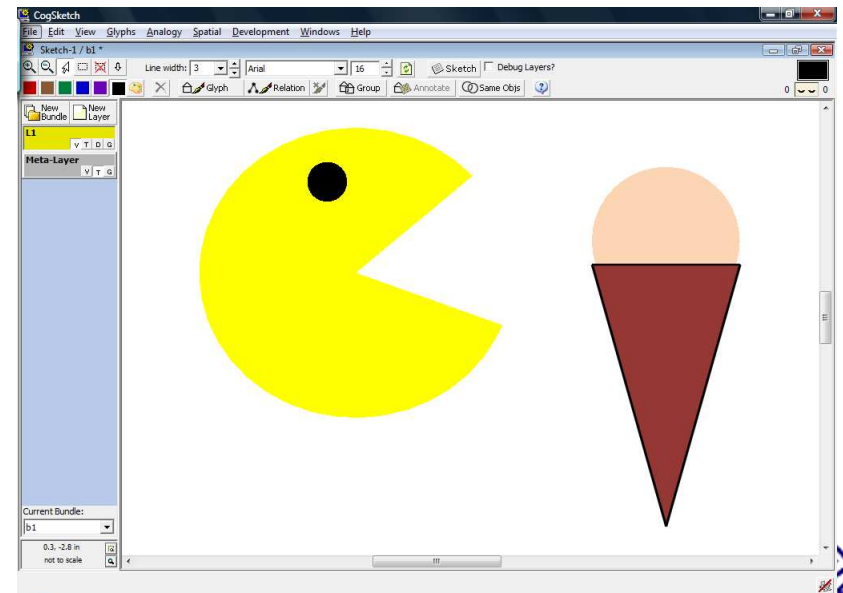 CogSketch
File Edit View Glyphs Analogy Spatial Development Windows Help
Sketch-1 / b1 *
Line width: 3 Arial 16 Sketch Debug Layers?
Glyph Relation Group Annotate Same Objs 0 0
New Bundle New Layer
L1
V T D G
Meta-Layer
V T G
Current Bundle:
b1
0.3, -2.8 in
not to scale